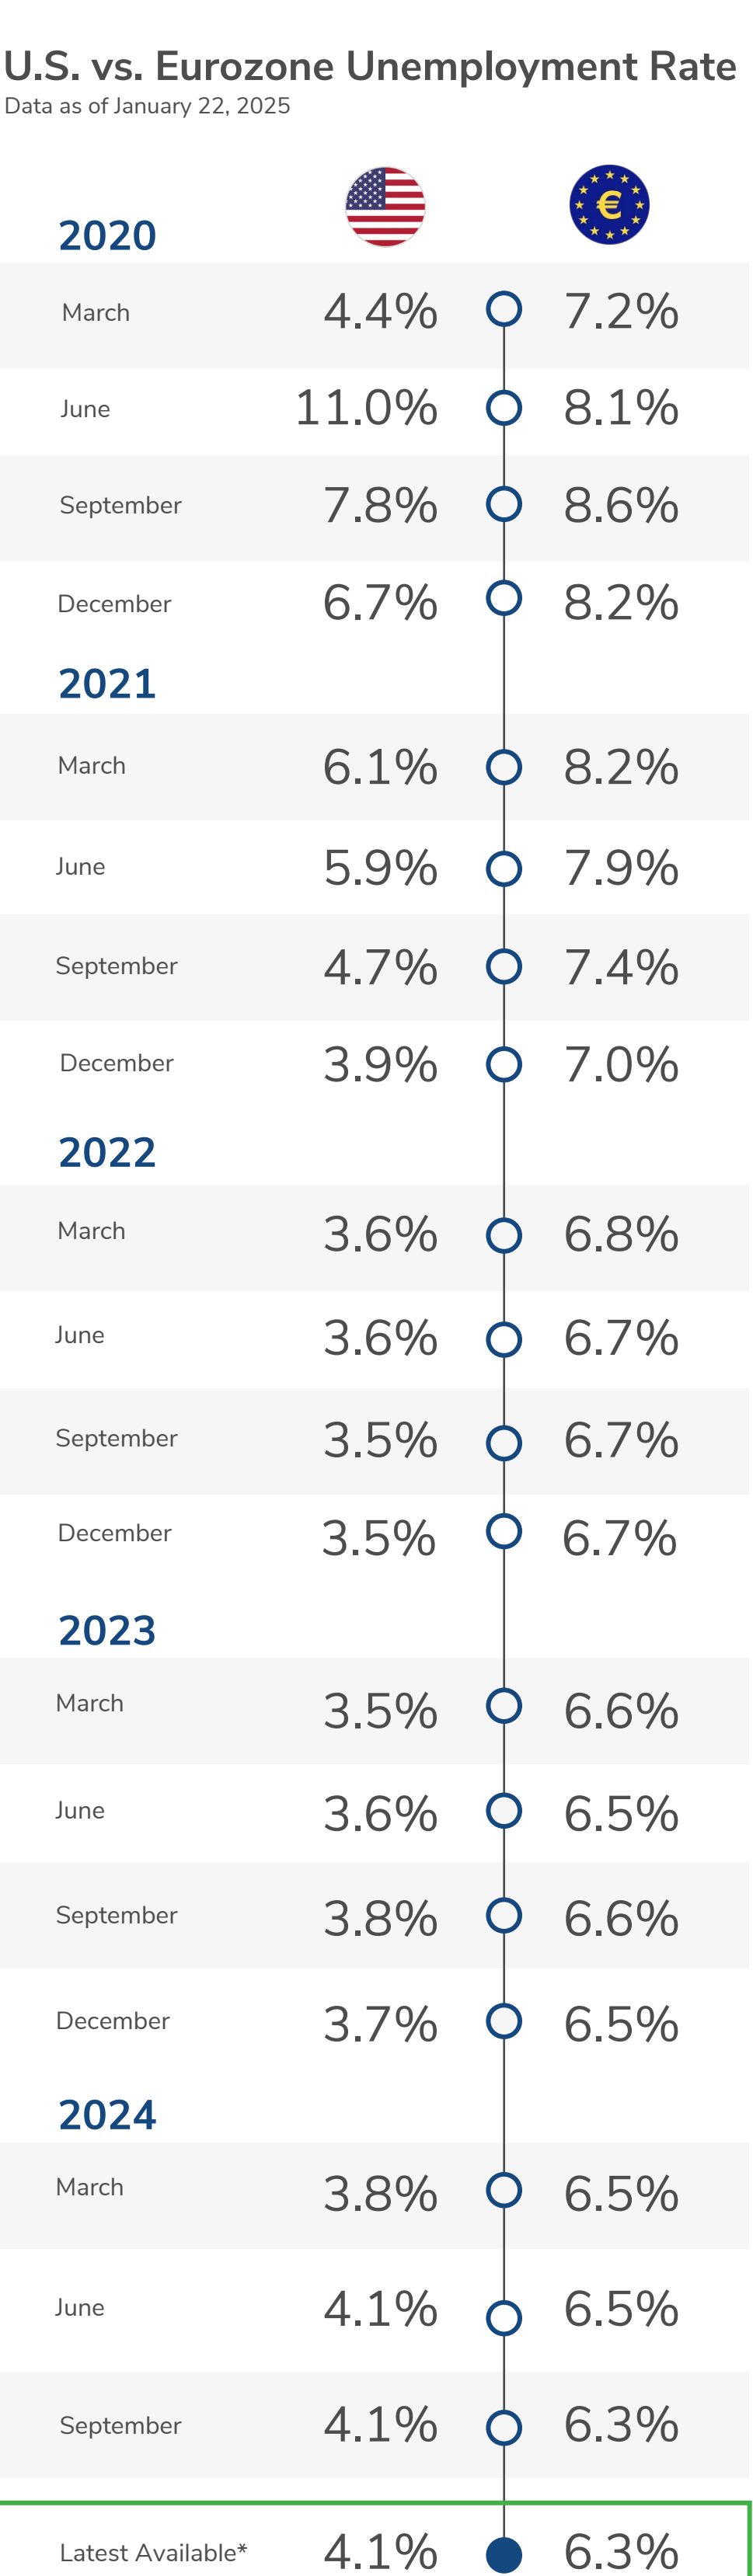 U.S. vs. Eurozone Unemployment Rate
Data as of January 22, 2025
€
2020
March 4.4% 7.2%
June 11.0% 8.1%
September 7.8% 8.6%
December 6.7% 8.2%
2021
March 6.1% 8.2%
June 5.9% 7.9%
September 4.7% 7.4%
December 3.9% 7.0%
2022
March 3.6% 6.8%
June 3.6% 6.7%
September 3.5% 6.7%
December 3.5% 6.7%
2023
March 3.5% 6.6%
June 3.6% 6.5%
September 3.8% 6.6%
December 3.7% 6.5%
2024
March 3.8% 6.5%
June 4.1% 6.5%
September 4.1% 6.3%
Latest Available* 4.1% 6.3%